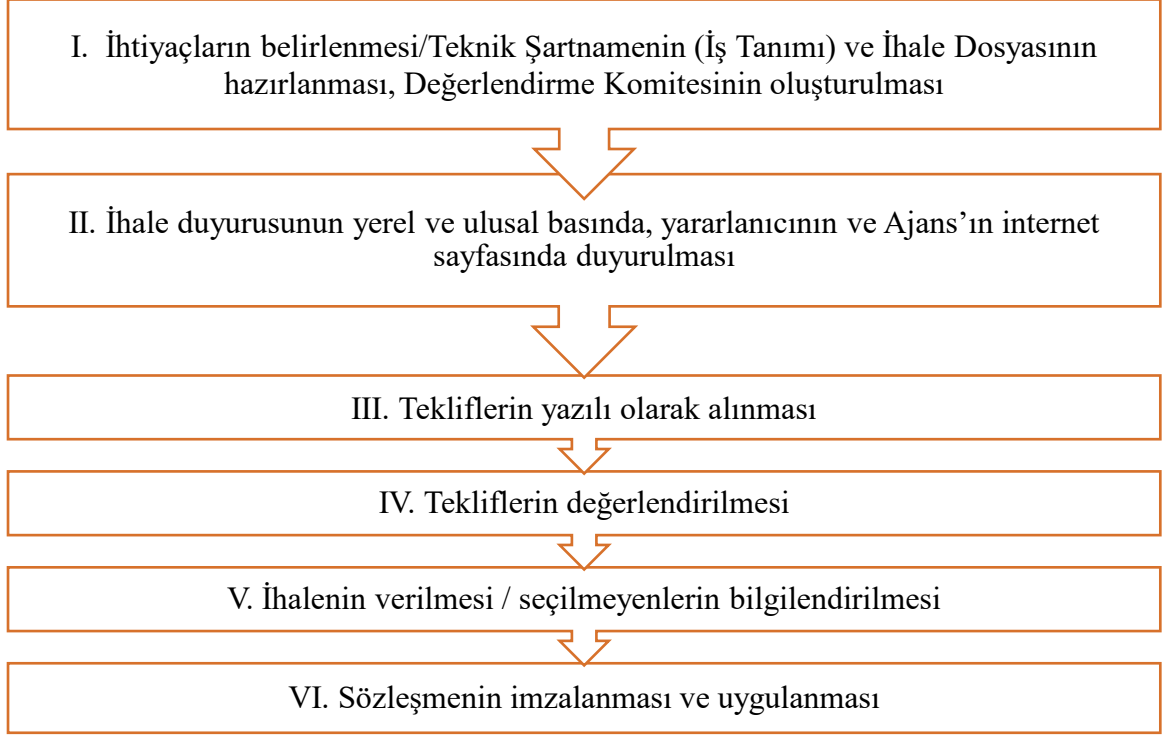 I. İhtiyaçların belirlenmesi/Teknik Şartnamenin (İş Tanımı) ve İhale Dosyasının
hazırlanması, Değerlendirme Komitesinin oluşturulması
II. İhale duyurusunun yerel ve ulusal basında, yararlanıcının ve Ajans’ın internet
sayfasında duyurulması
III. Tekliflerin yazılı olarak alınması
IV. Tekliflerin değerlendirilmesi
V. İhalenin verilmesi / seçilmeyenlerin bilgilendirilmesi
VI. Sözleşmenin imzalanması ve uygulanması